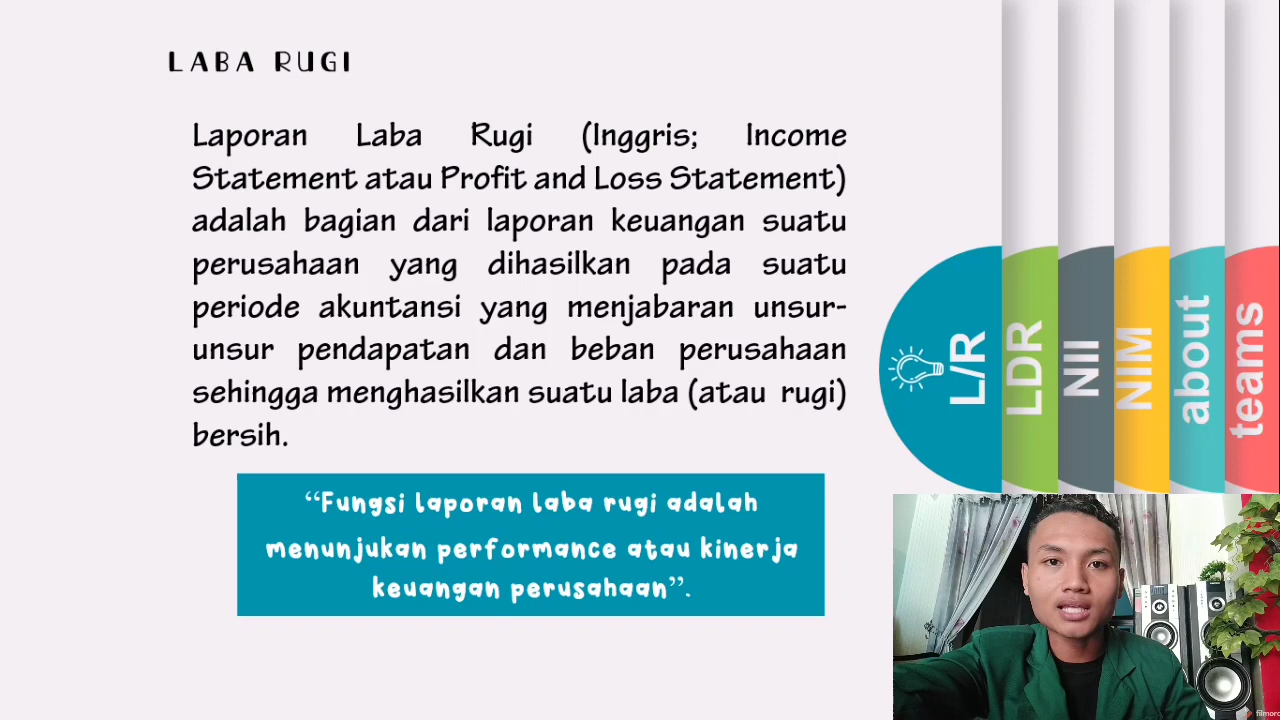 LABA RUGI
Laporan Laba Rugi (Inggris; Income
Statement atau Profit and Loss Statement)
adalah bagian dari laporan keuangan suatu
perusahaan yang dihasilkan pada suatu
periode akuntansi yang menjabaran unsur-
unsur pendapatan dan beban perusahaan
sehingga menghasilkan suatu laba (atau rugi)
bersih.
“Fungsi laporan laba rugi adalah
menunjukan performance atau kinerja
keuangan perusahaan”.
L/R
LDR
NII
NIM
about
teams
filmora